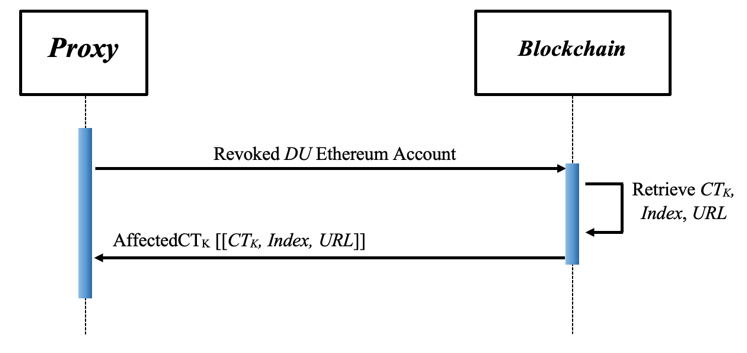 Proxy
Blockchain
Revoked DU Ethereum Account
Retrieve CTK,
Index, URL
AffectedCTK [[CTK, Index, URL]]